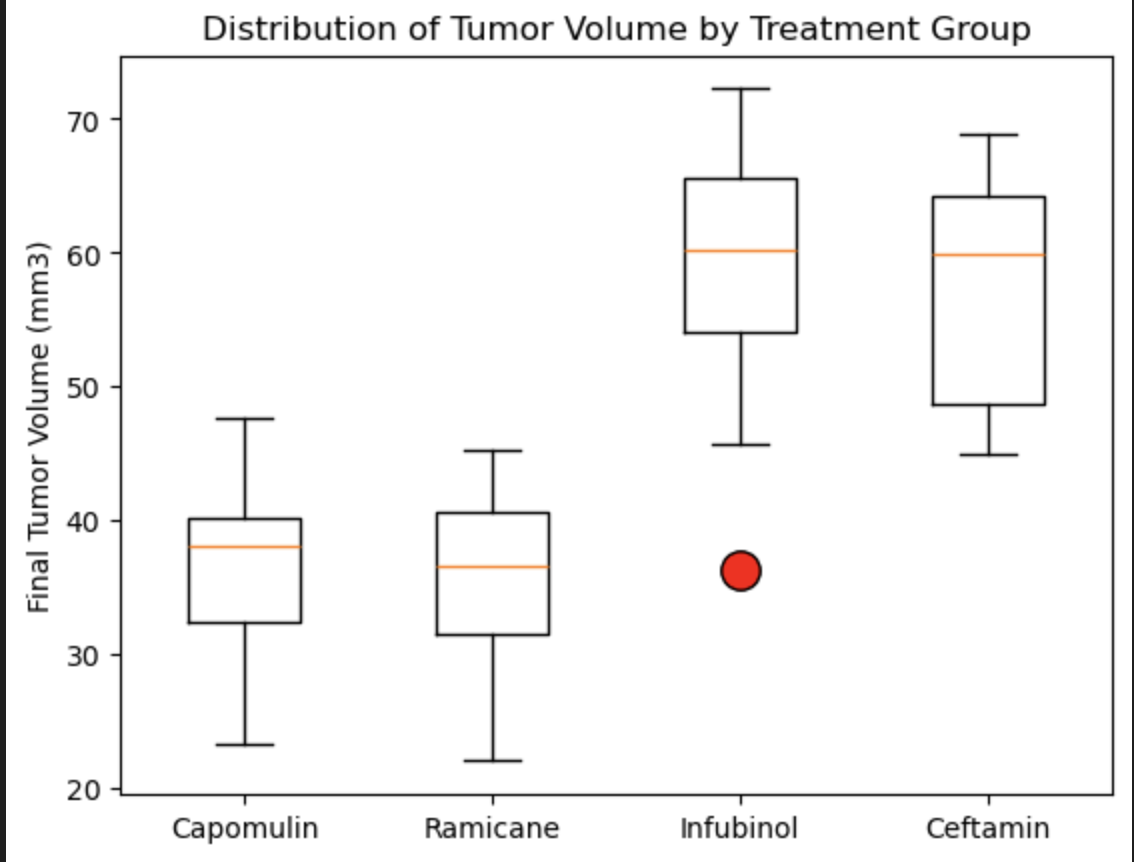 Distribution of Tumor Volume by Treatment Group
Final Tumor Volume (mm3)
70
60
50
40
30
20
Capomulin Ramicane Infubinol Ceftamin